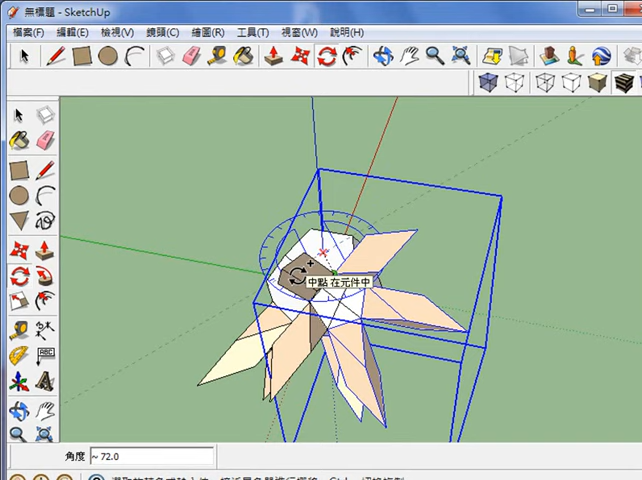 無標題 - SketchUp
檔案(F) 編輯(E) 檢視(V) 鏡頭(C) 繪圖(R) 工具(T) 視窗(W) 說明(H)
中點 在元件中
ABC
角度 ~ 72.0